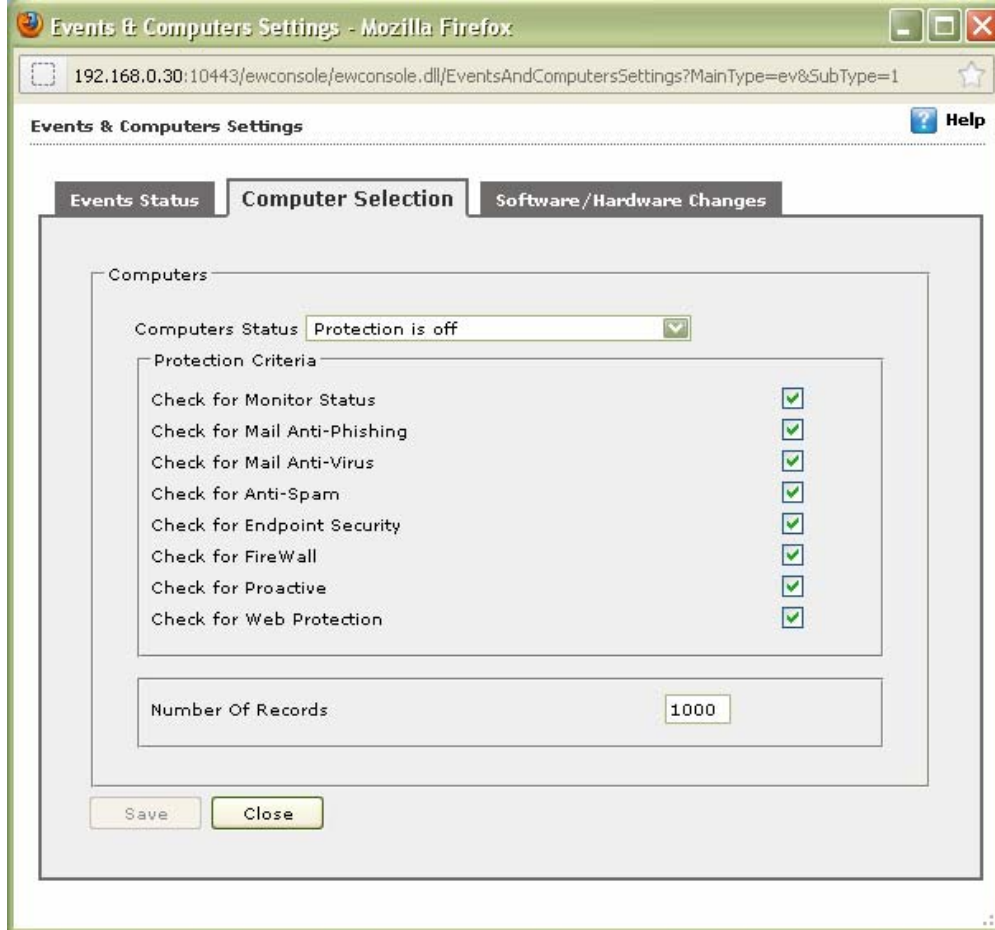 Events & Computers Settings - Mozilla Firefox
192.168.0.30:10443/ewconsole/ewconsole.dll/EventsAndComputersSettings?MainType=ev&SubType=1
Events & Computers Settings
? Help
Events Status
Computer Selection
Software/Hardware Changes
Computers
Computers Status Protection is off
Protection Criteria
Check for Monitor Status
Check for Mail Anti-Phishing
Check for Mail Anti-Virus
Check for Anti-Spam
Check for Endpoint Security
Check for FireWall
Check for Proactive
Check for Web Protection
Number Of Records 1000
Save Close